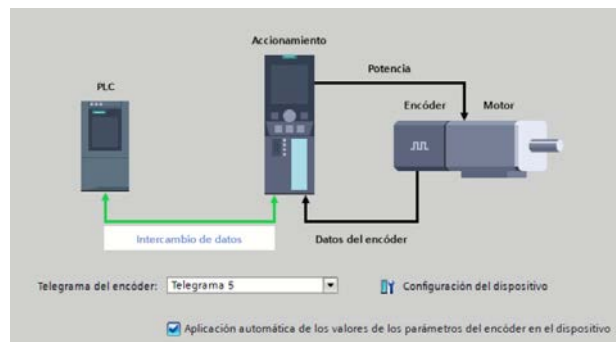 Accionamiento
PLC
Potencia
Encóder
Motor
Intercambio de datos
Datos del encóder
Telegrama del encóder:
Telegrama 5
Configuración del dispositivo
Aplicación automática de los valores de los parámetros del encóder en el dispositivo